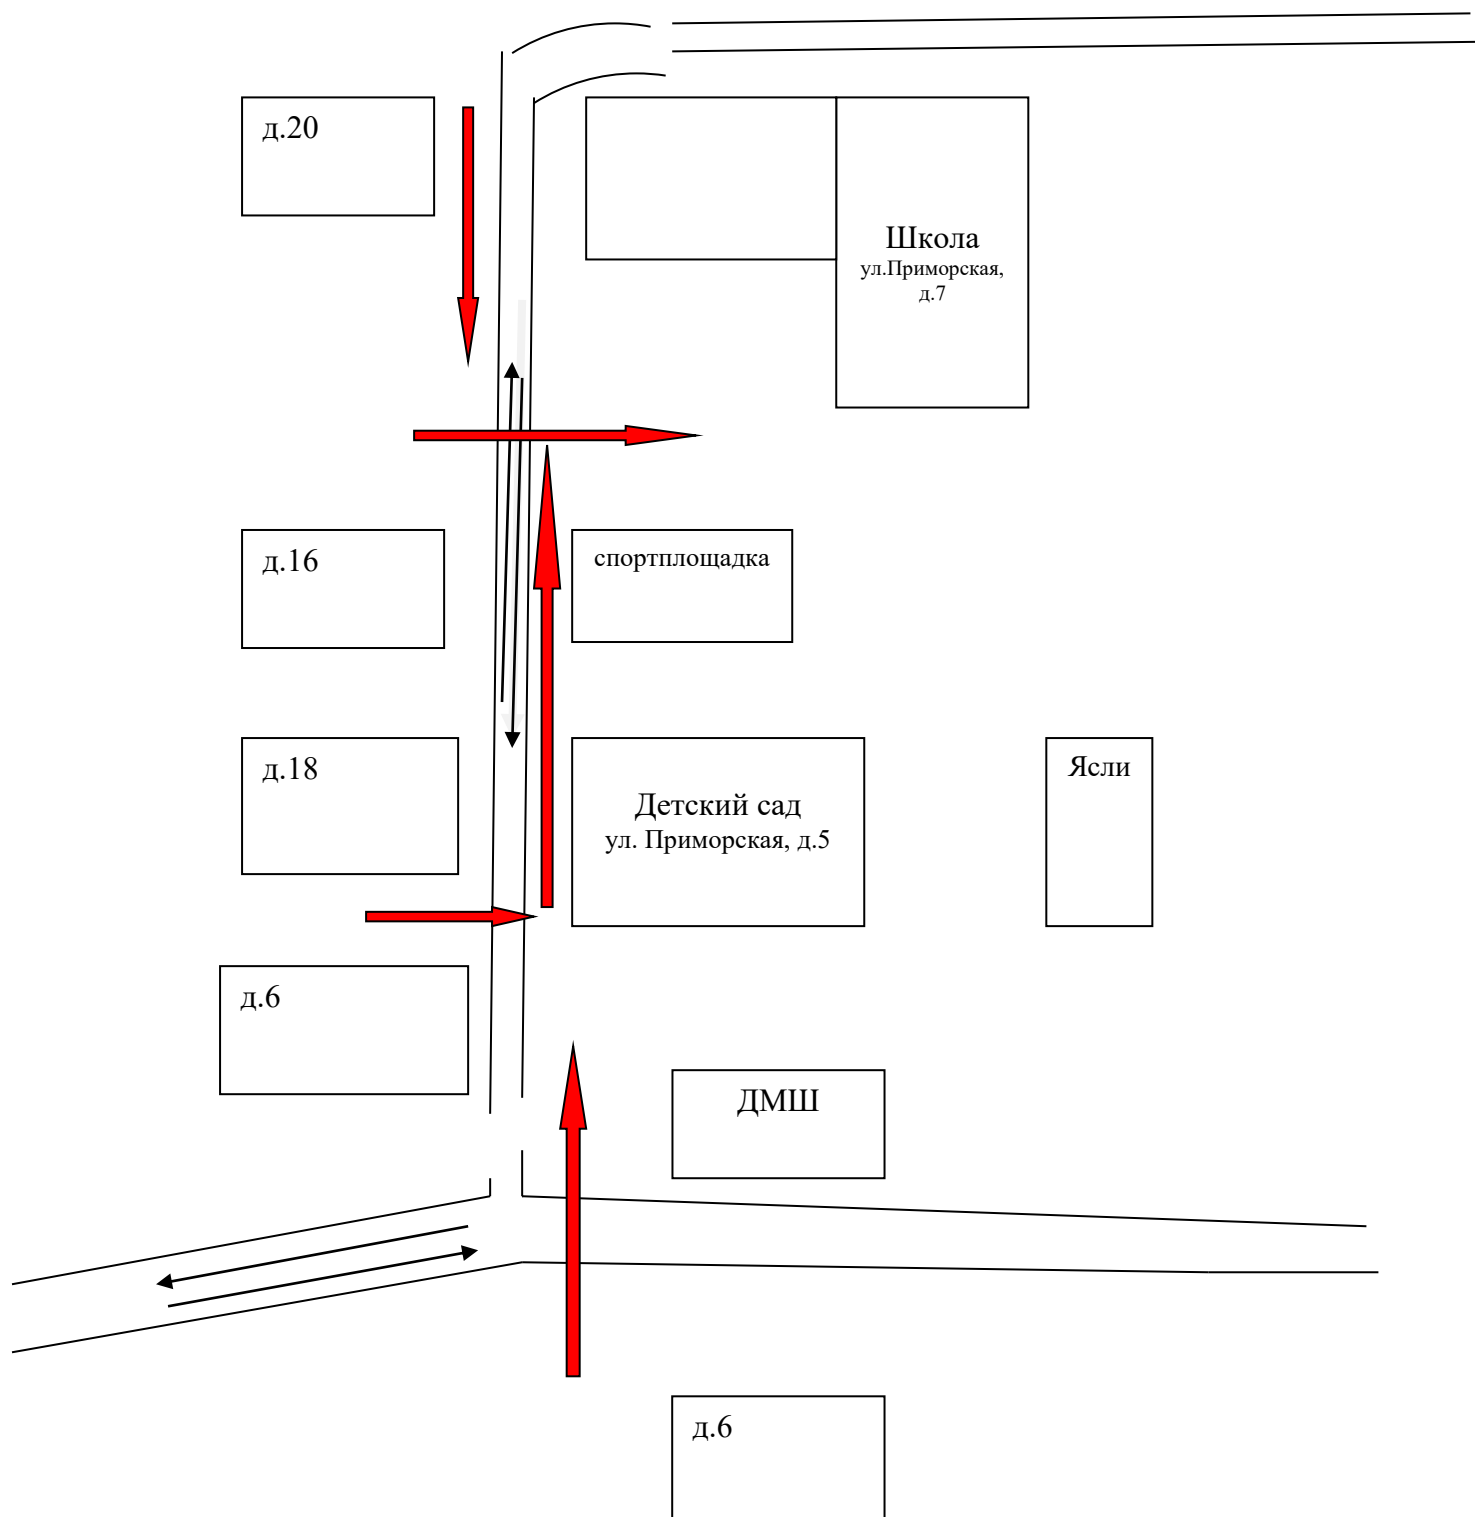 д.20
Школа
ул.Приморская,
д.7
д.16
спортплощадка
д.18
Детский сад
ул. Приморская, д.5
Ясли
д.6
ДМШ
д.6